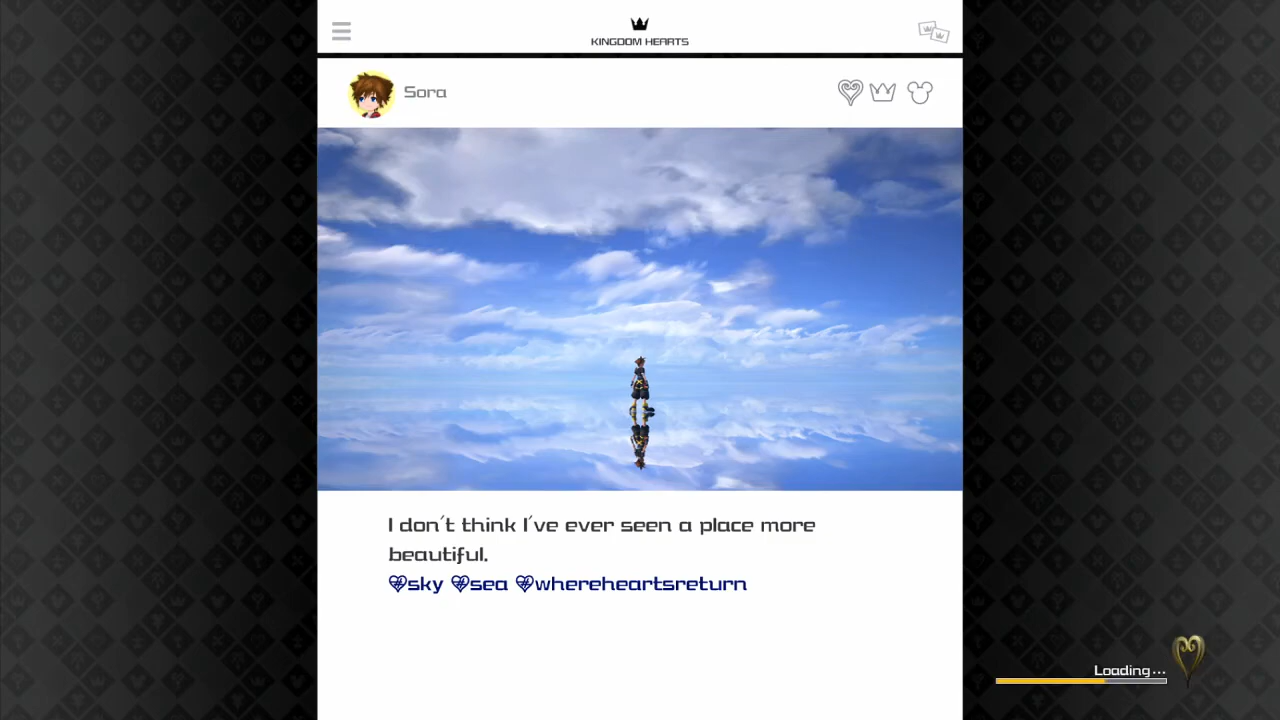 KINGDOM HEARTS
Sora
I don't think I've ever seen a place more
beautiful.
sky sea whereheartsreturn
Loading...